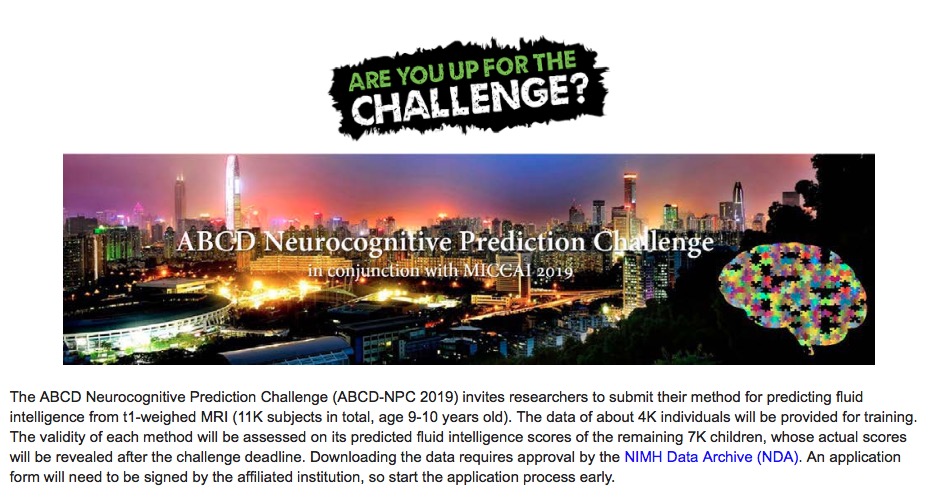 ARE YOU UP FOR THE
CHALLENGE?
ABCD Neurocognitive Prediction Challenge
in conjunction with MICCAI 2019
The ABCD Neurocognitive Prediction Challenge (ABCD-NPC 2019) invites researchers to submit their method for predicting fluid
intelligence from t1-weighed MRI (11K subjects in total, age 9-10 years old). The data of about 4K individuals will be provided for training.
The validity of each method will be assessed on its predicted fluid intelligence scores of the remaining 7K children, whose actual scores
will be revealed after the challenge deadline. Downloading the data requires approval by the NIMH Data Archive (NDA). An application
form will need to be signed by the affiliated institution, so start the application process early.